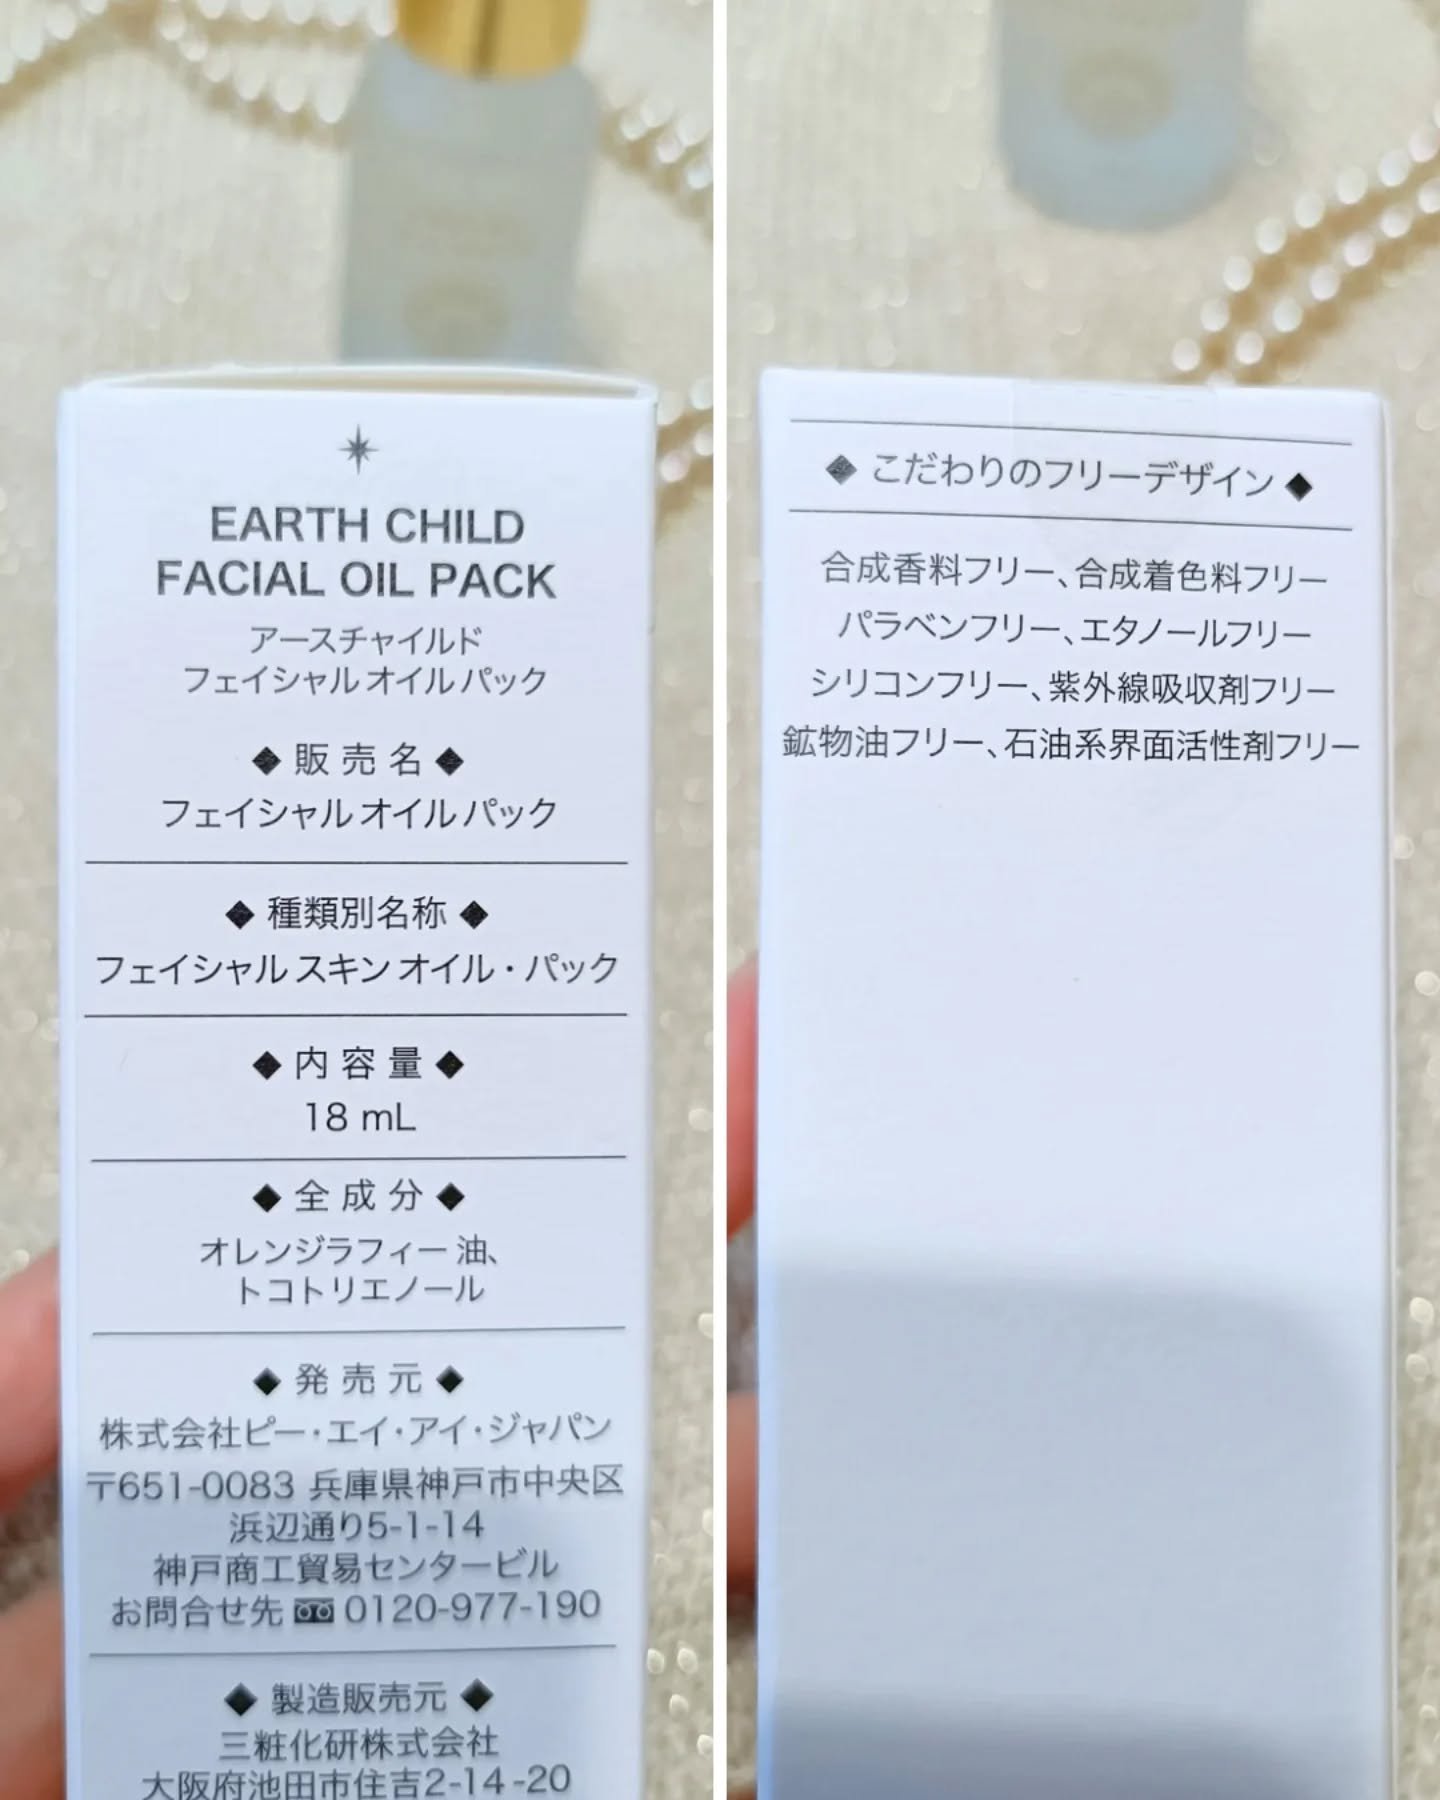 EARTH CHILD
FACIAL OIL PACK
アースチャイルド
フェイシャル オイル パック
◆ 販売名 ◆
フェイシャル オイル パック
◆ 種類別名称 ◆
フェイシャル スキン オイル・パック
◆ 内容量 ◆
18 mL
◆ 全成分 ◆
オレンジラフィー 油、
トコトリエノール
◆ 発売元 ◆
株式会社ピー・エイ・アイ・ジャパン
〒651-0083 兵庫県神戸市中央区
浜辺通り5-1-14
神戸商工貿易センタービル
お問合せ先 0120-977-190
◆ 製造販売元 ◆
三粧化研株式会社
大阪府池田市住吉2-14-20
◆ こだわりのフリーデザイン ◆
合成香料フリー、合成着色料フリー
パラベンフリー、エタノールフリー
シリコンフリー、紫外線吸収剤フリー
鉱物油フリー、石油系界面活性剤フリー